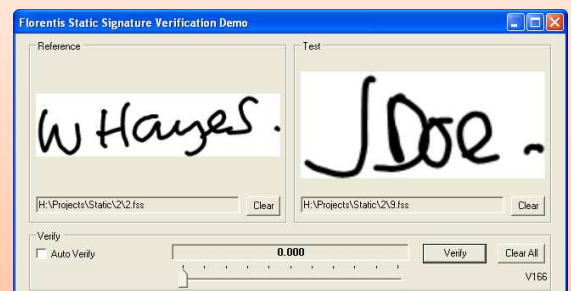 Florentis Static Signature Verification Demo
Reference
W Hayes.
H:\Projects\Static\2\2.fss
Clear
Test
J Doe
H:\Projects\Static\2\9.fss
Clear
Verify
Auto Verify
0.000
Verify
Clear All
V166